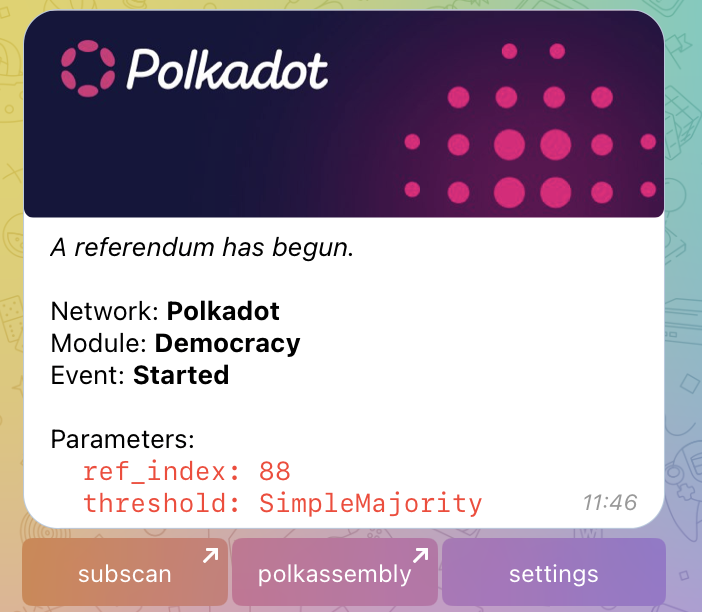 Polkadot
A referendum has begun.
Network: Polkadot
Module: Democracy
Event: Started
Parameters:
ref_index: 88
threshold: SimpleMajority
11:46
subscan
polkassembly
settings